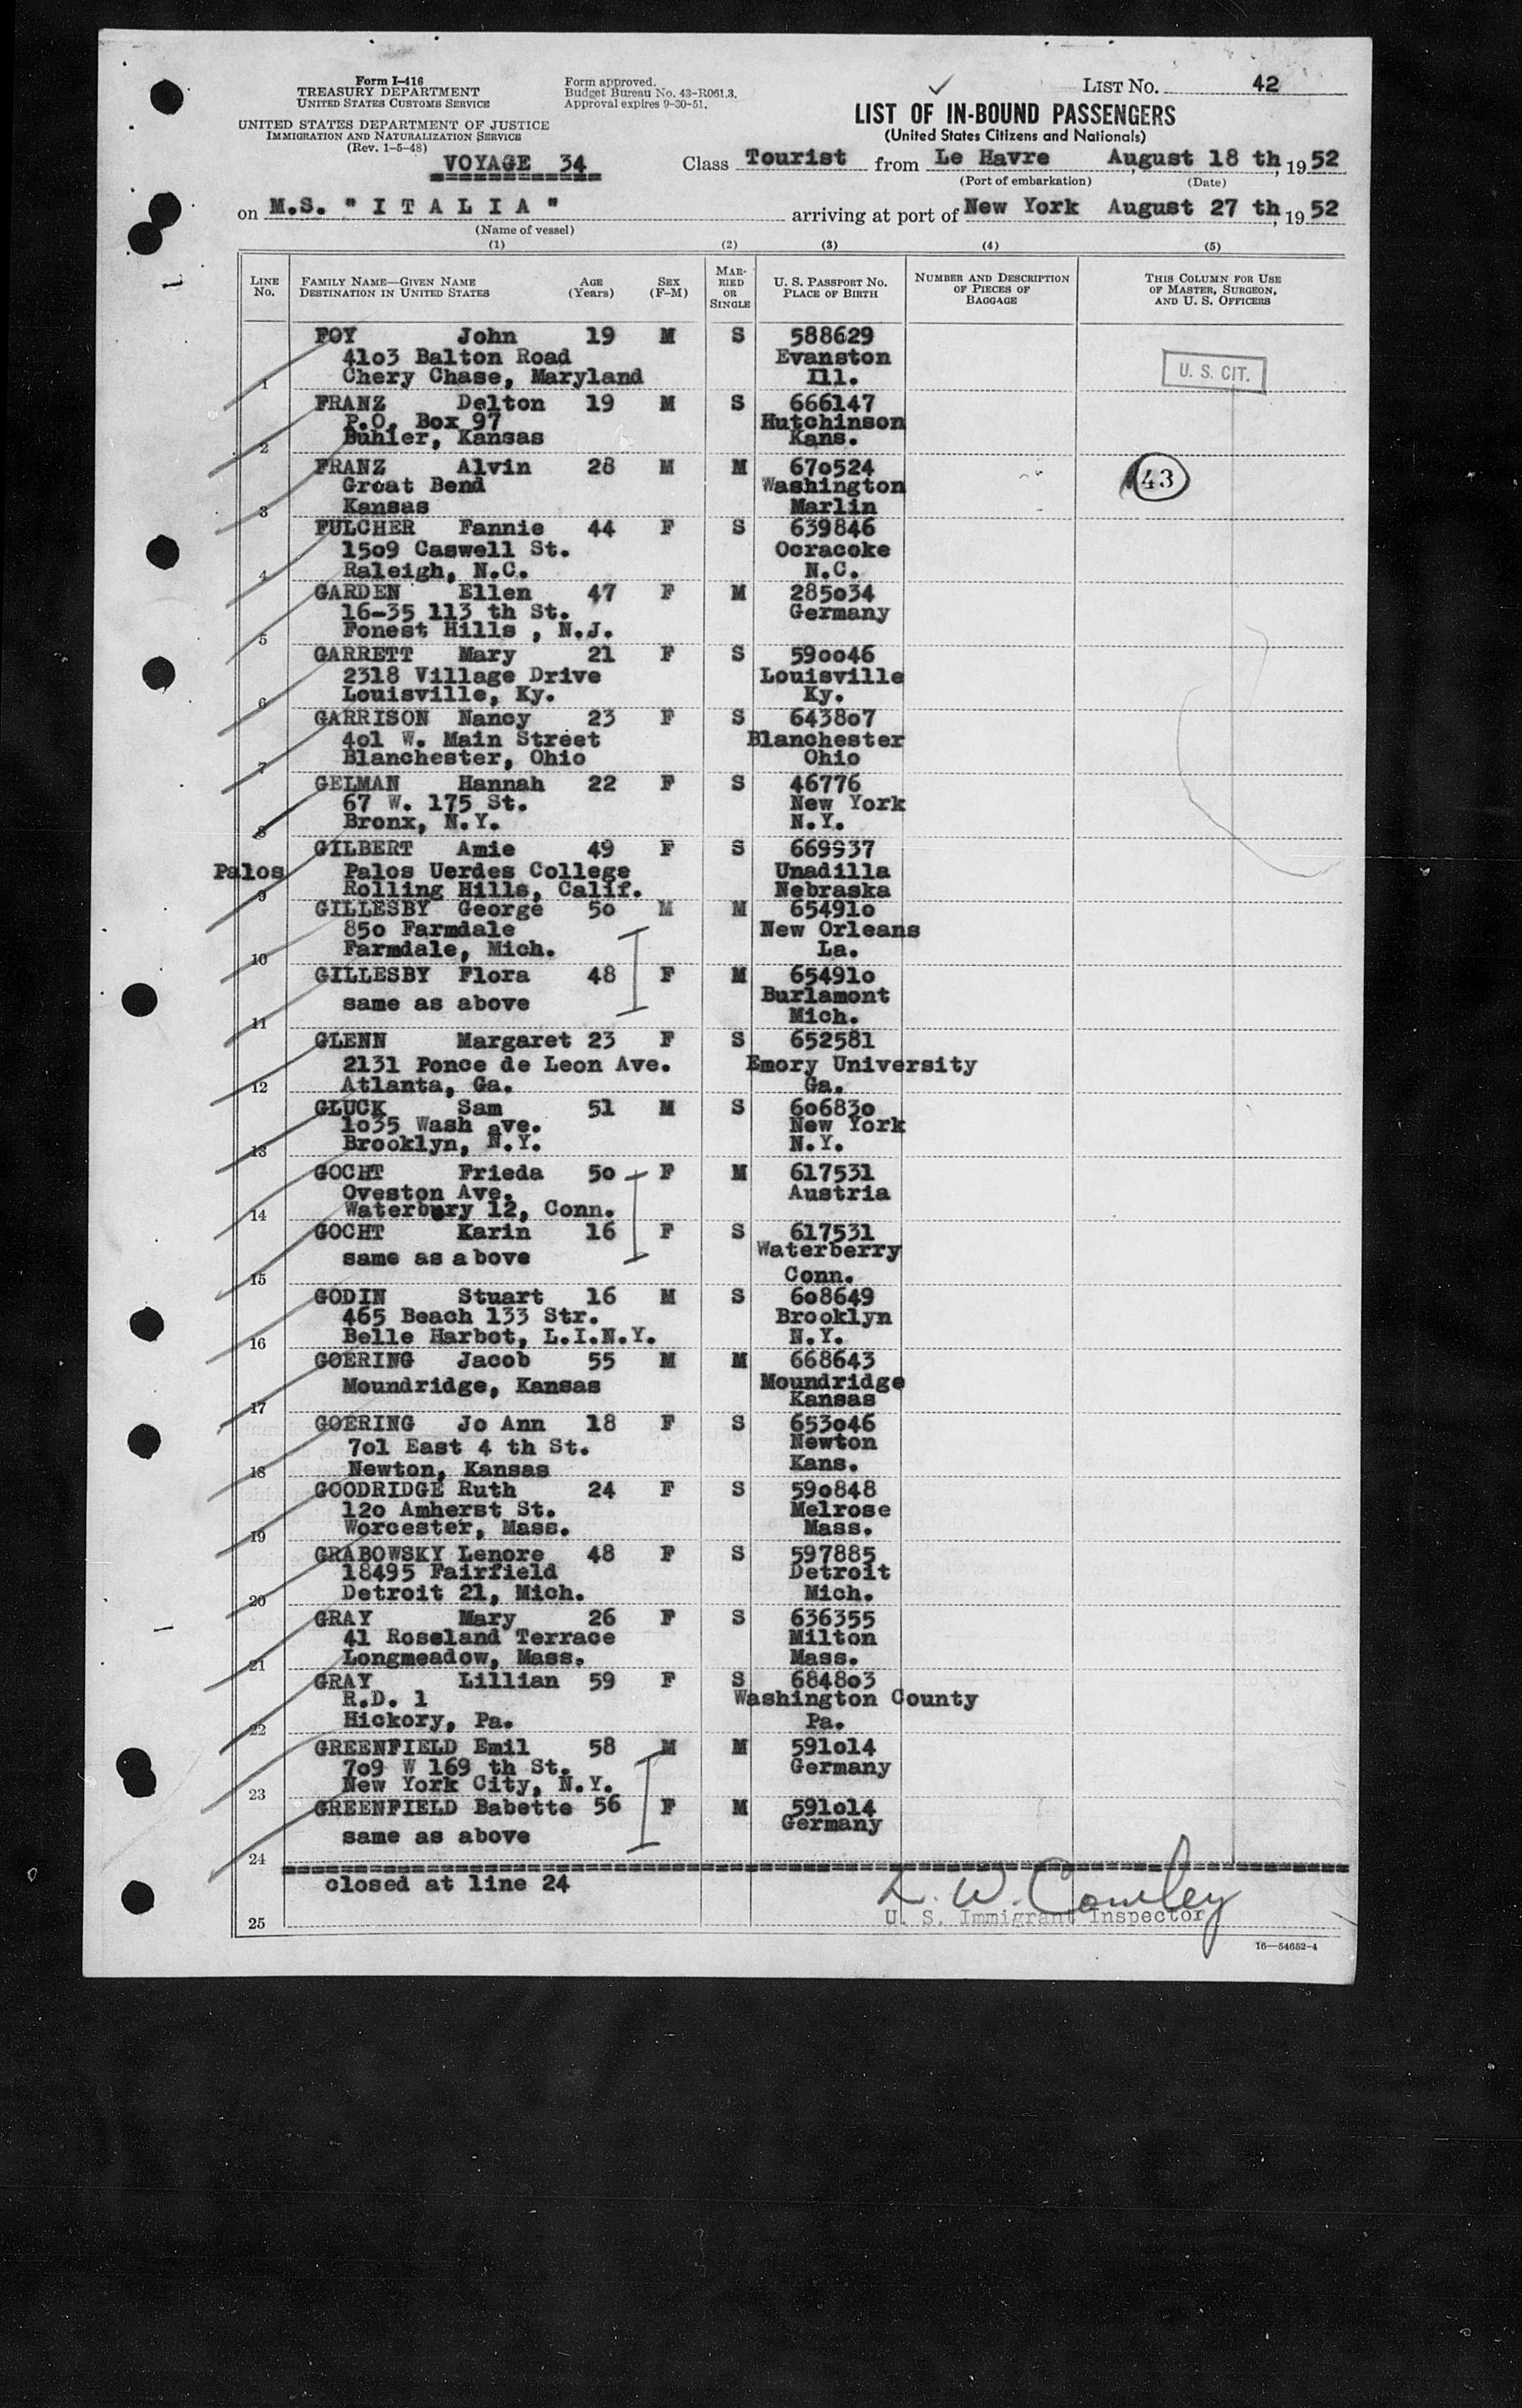 Form I-416
TREASURY DEPARTMENT
UNITED STATES CUSTOMS SERVICE
UNITED STATES DEPARTMENT OF JUSTICE
IMMIGRATION AND NATURALIZATION SERVICE
(Rev. 1-5-48)
Form approved.
Budget Bureau No. 43-R061.3.
Approval expires 9-30-51.
LIST NO. 42
LIST OF IN-BOUND PASSENGERS
(United States Citizens and Nationals)
VOYAGE 34
Class Tourist from Le Havre August 18 th, 1952
(Port of embarkation) (Date)
on M.S. " I T A L I A " arriving at port of New York August 27 th, 1952
(Name of vessel)
(1) (2) (3) (4) (5)
LINE No. FAMILY NAME—GIVEN NAME DESTINATION IN UNITED STATES AGE (Years) SEX (F-M) MARRIED OR SINGLE U. S. PASSPORT NO. PLACE OF BIRTH NUMBER AND DESCRIPTION OF PIECES OF BAGGAGE THIS COLUMN FOR USE OF MASTER, SURGEON, AND U. S. OFFICERS
FOY John 19 M S 588629
4103 Balton Road Evanston
1 Chery Chase, Maryland Ill.
U. S. CIT.
FRANZ Delton 19 M S 666147
P.O. Box 97 Hutchinson
2 Buhler, Kansas Kans.
FRANZ Alvin 28 M M 670524
Great Bend Washington
3 Kansas Marlin
43
FULCHER Fannie 44 F S 639846
1509 Caswell St. Ocracoke
4 Raleigh, N.C. N.C.
GARDEN Ellen 47 F M 285034
16-35 113 th St. Germany
5 Fonest Hills , N.J.
GARRETT Mary 21 F S 590046
2318 Village Drive Louisville
6 Louisville, Ky. Ky.
GARRISON Nancy 23 F S 643807
401 W. Main Street Blanchester
7 Blanchester, Ohio Ohio
GELMAN Hannah 22 F S 46776
67 W. 175 St. New York
8 Bronx, N.Y. N.Y.
GILBERT Amie 49 F S 669937
Palos Palos Uerdes College Unadilla
9 Rolling Hills, Calif. Nebraska
GILLESBY George 50 M M 654910
850 Farmdale New Orleans
10 Farmdale, Mich. La.
GILLESBY Flora 48 F M 654910
same as above Burlamont
11 Mich.
GLENN Margaret 23 F S 652581
2131 Ponce de Leon Ave. Emory University
12 Atlanta, Ga. Ga.
GLUCK Sam 51 M S 606830
1035 Wash ave. New York
13 Brooklyn, N.Y. N.Y.
GOCHT Frieda 50 F M 617531
Oveston Ave. Austria
14 Waterbury 12, Conn.
GOCHT Karin 16 F S 617531
same as above Waterberry
15 Conn.
GODIN Stuart 16 M S 608649
465 Beach 133 Str. Brooklyn
16 Belle Harbot, L.I.N.Y. N.Y.
GOERING Jacob 55 M M 668643
Moundridge, Kansas Moundridge
17 Kansas
GOERING Jo Ann 18 F S 653046
701 East 4 th St. Newton
18 Newton, Kansas Kans.
GOODRIDGE Ruth 24 F S 590848
120 Amherst St. Melrose
19 Worcester, Mass. Mass.
GRABOWSKY Lenore 48 F S 597885
18495 Fairfield Detroit
20 Detroit 21, Mich. Mich.
GRAY Mary 26 F S 636355
41 Roseland Terrace Milton
21 Longmeadow, Mass. Mass.
GRAY Lillian 59 F S 684803
R.D. 1 Washington County
22 Hickory, Pa. Pa.
GREENFIELD Emil 58 M M 591014
709 W 169 th St. Germany
23 New York City, N.Y.
GREENFIELD Babette 56 F M 591014
same as above Germany
24
closed at line 24
L. W. Cowley
25 U. S. Immigrant Inspector
16—54652-4